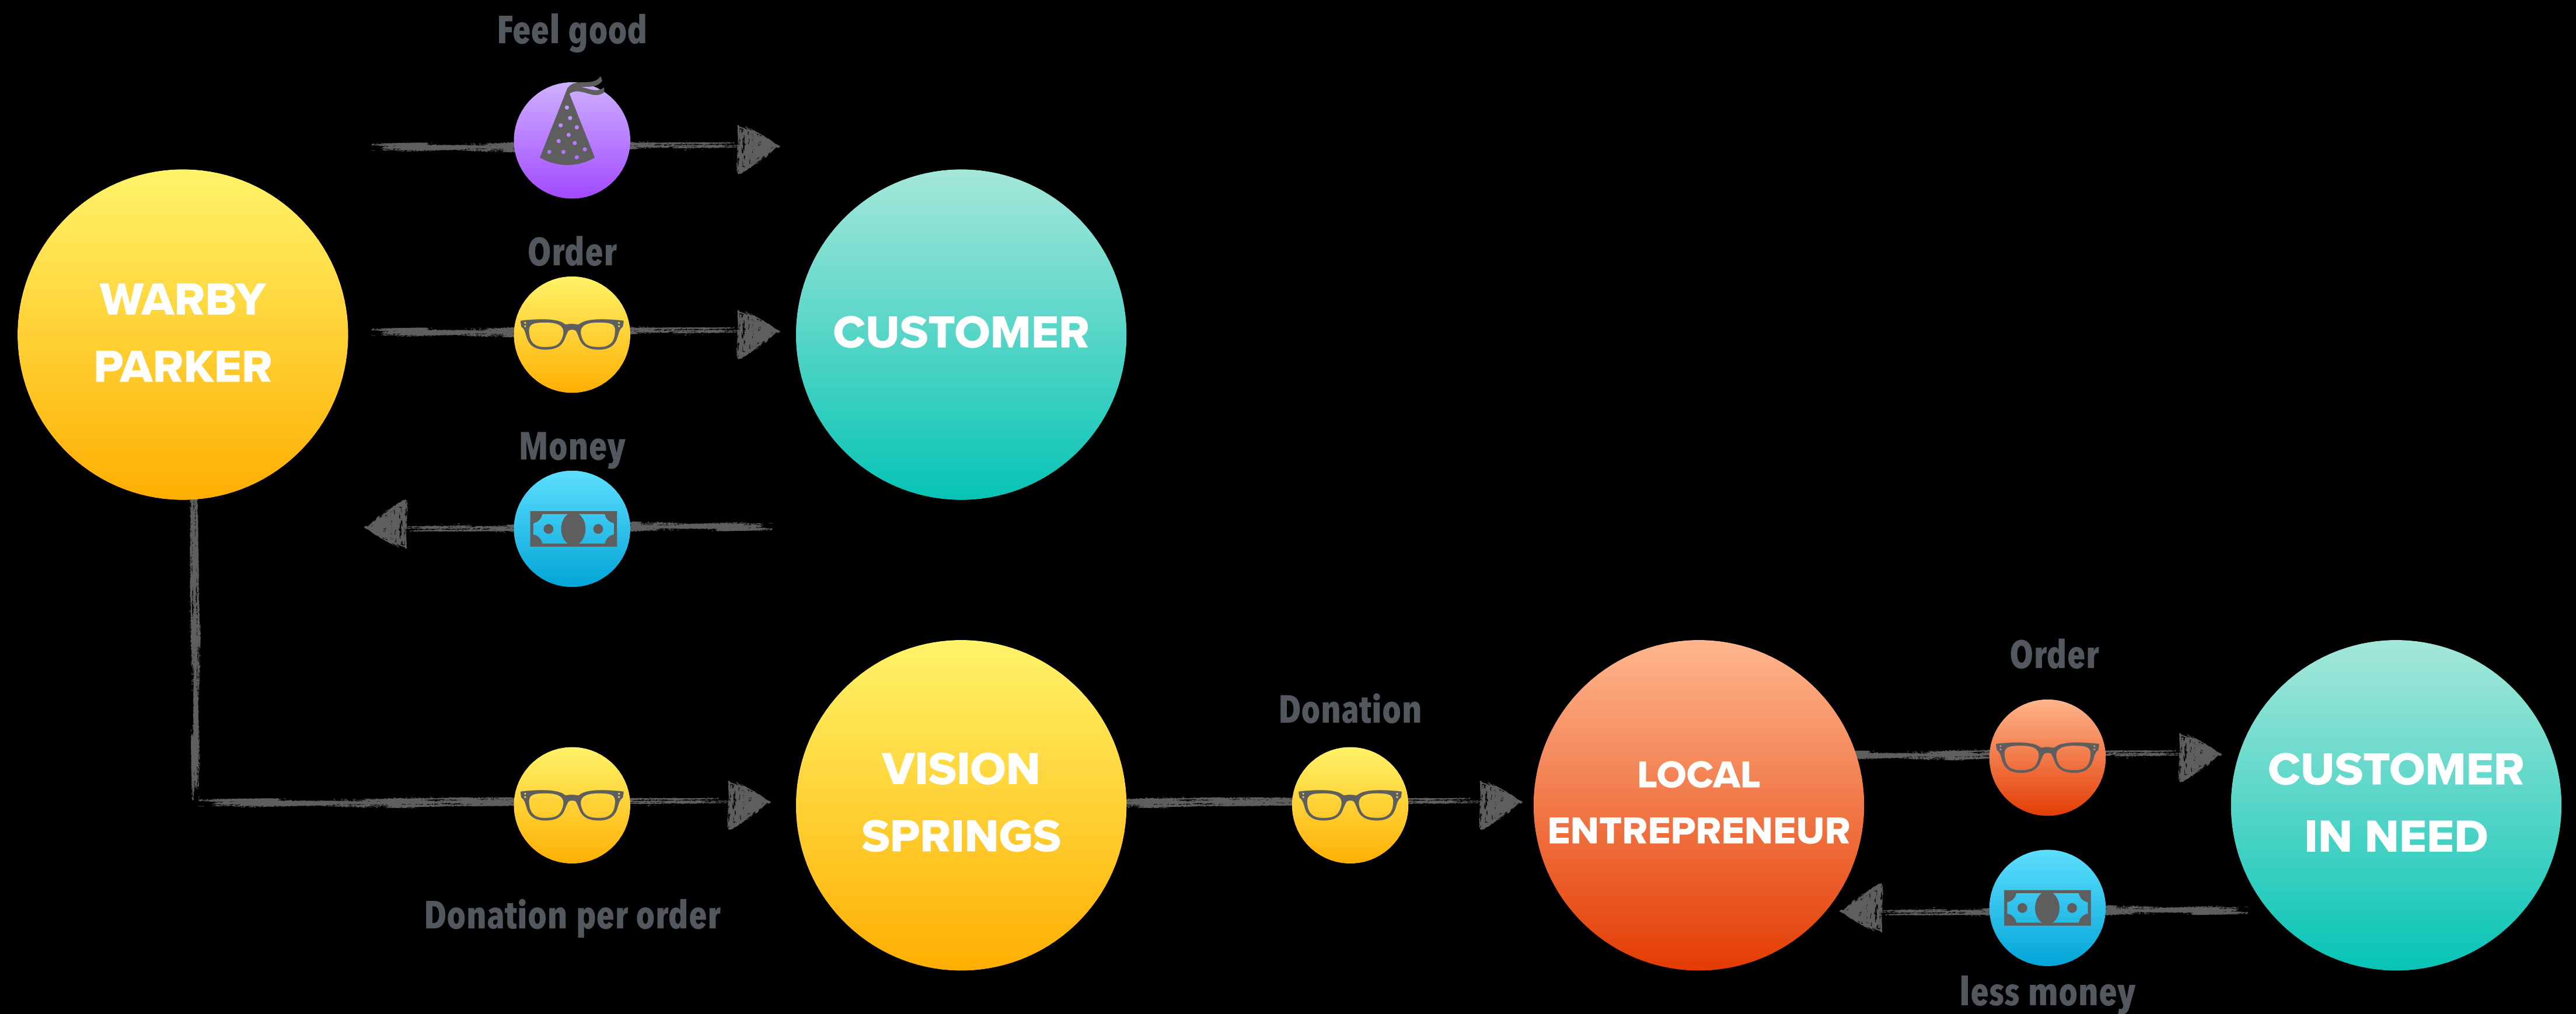 Feel good
WARBY
PARKER
Order
CUSTOMER
Money
VISION
SPRINGS
Donation per order
Donation
LOCAL
ENTREPRENEUR
Order
CUSTOMER
IN NEED
less money